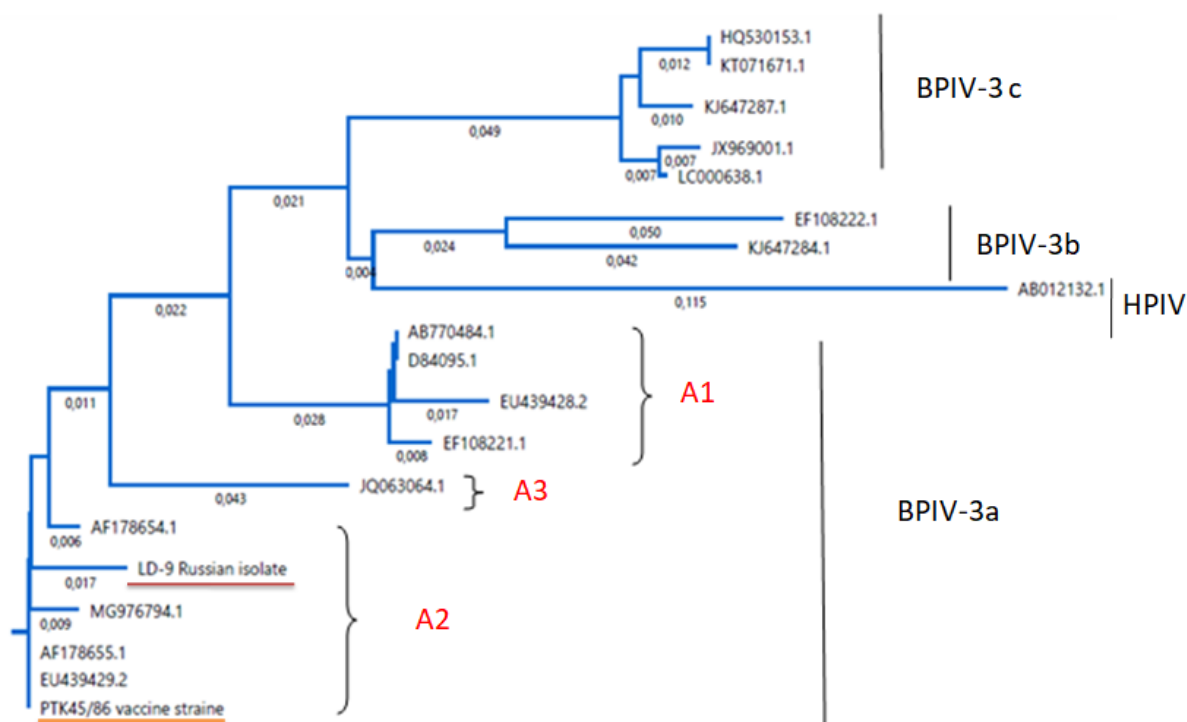 HQ530153.1
0,012
KT071671.1
BPIV-3 c
KJ647287.1
0,010
0,049
JX969001.1
0,007
0,007
LC000638.1
0,021
EF108222.1
0,050
0,024
KJ647284.1
BPIV-3b
0,042
0,004
AB012132.1
0,115
HPIV
0,022
AB770484.1
D84095.1
A1
EU439428.2
0,011
0,017
0,028
EF108221.1
0,008
JQ063064.1
A3
0,043
BPIV-3a
AF178654.1
0,006
LD-9 Russian isolate
0,017
MG976794.1
A2
0,009
AF178655.1
EU439429.2
PTK45/86 vaccine straine